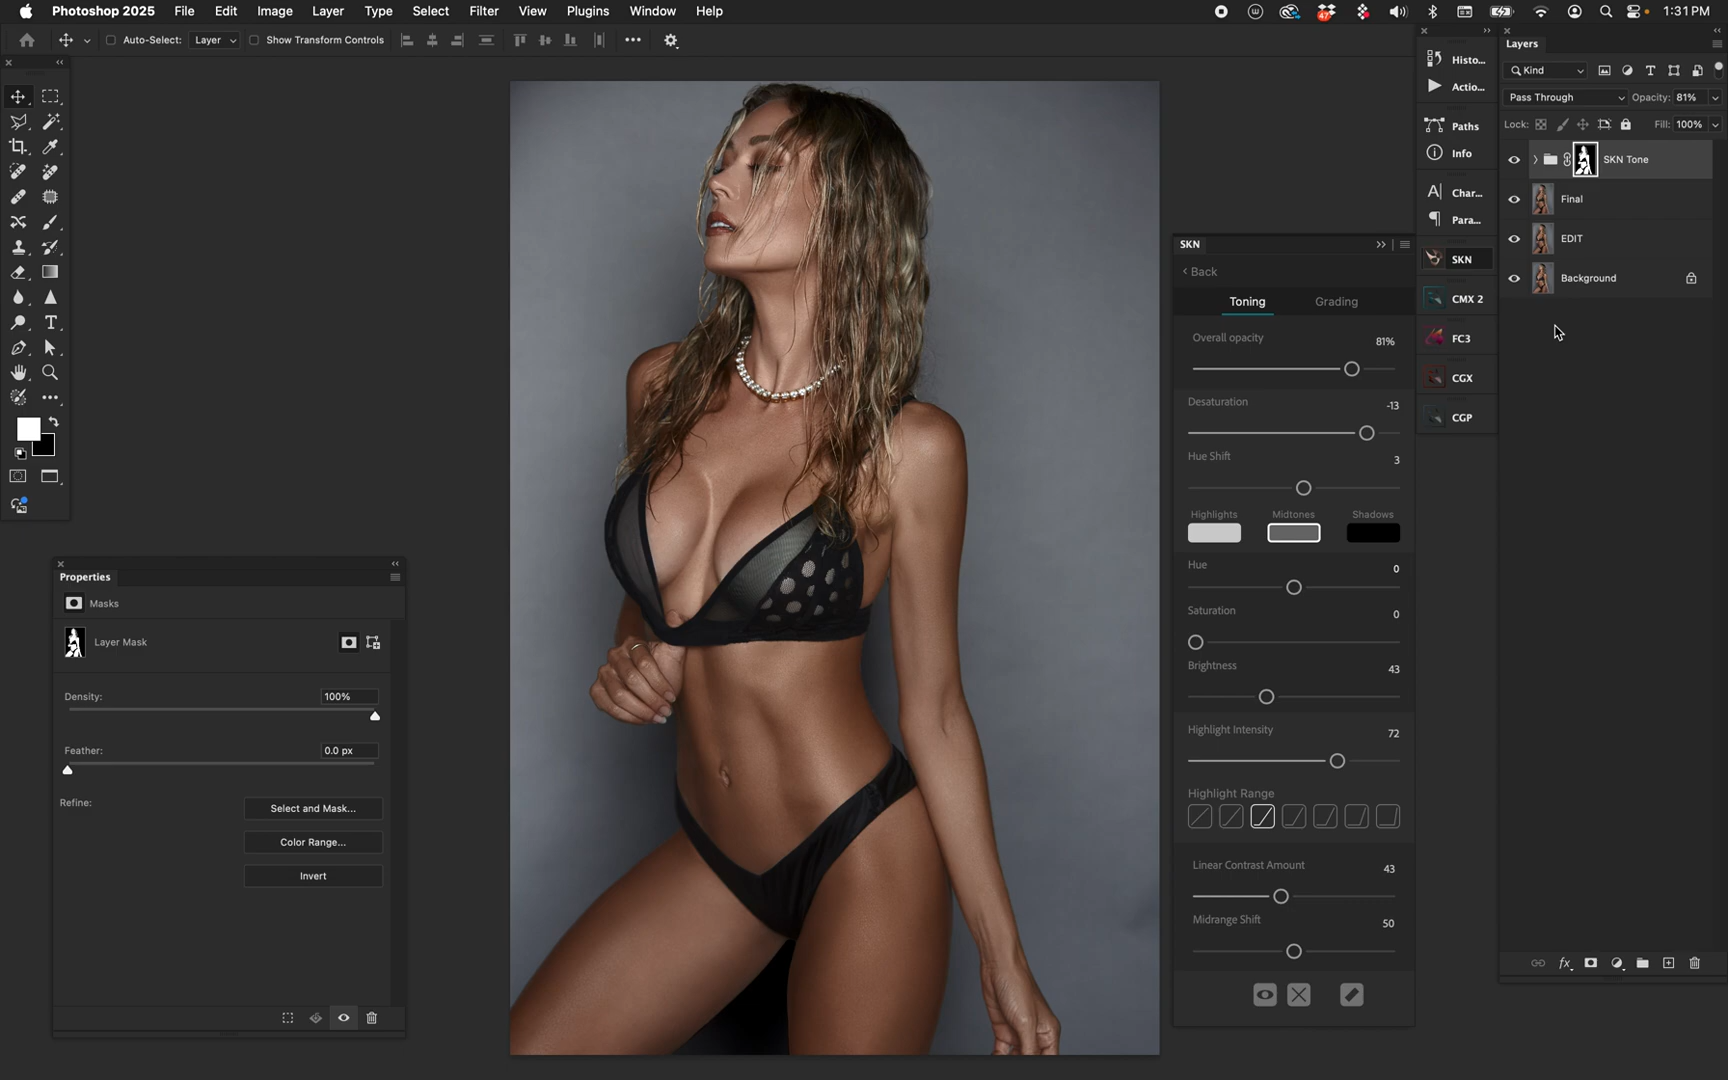 Photoshop 2025 File Edit Image Layer Type Select Filter View Plugins Window Help 47 1:31 PM
Auto-Select: Layer Show Transform Controls
Histo...
Actio...
Paths
Info
Char...
Para...
SKN
CMX 2
FC3
CGX
CGP
Layers
Kind
Pass Through Opacity: 81%
Lock: Fill: 100%
SKN Tone
Final
EDIT
Background
SKN
Back
Toning Grading
Overall opacity 81%
Desaturation -13
Hue Shift 3
Highlights Midtones Shadows
Hue 0
Saturation 0
Brightness 43
Highlight Intensity 72
Highlight Range
Linear Contrast Amount 43
Midrange Shift 50
Properties
Masks
Layer Mask
Density: 100%
Feather: 0.0 px
Refine: Select and Mask...
Color Range...
Invert
fx